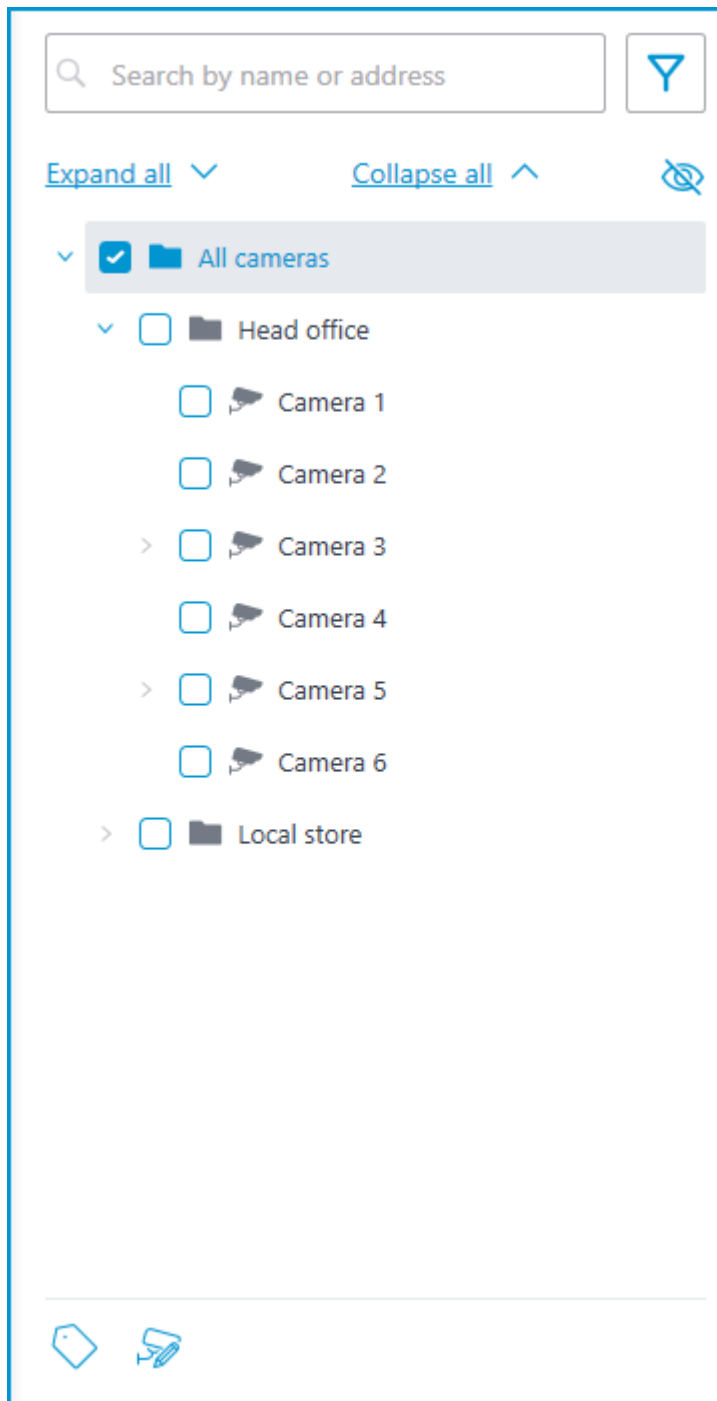 Search by name or address
Expand all Collapse all
All cameras
Head office
Camera 1
Camera 2
Camera 3
Camera 4
Camera 5
Camera 6
Local store